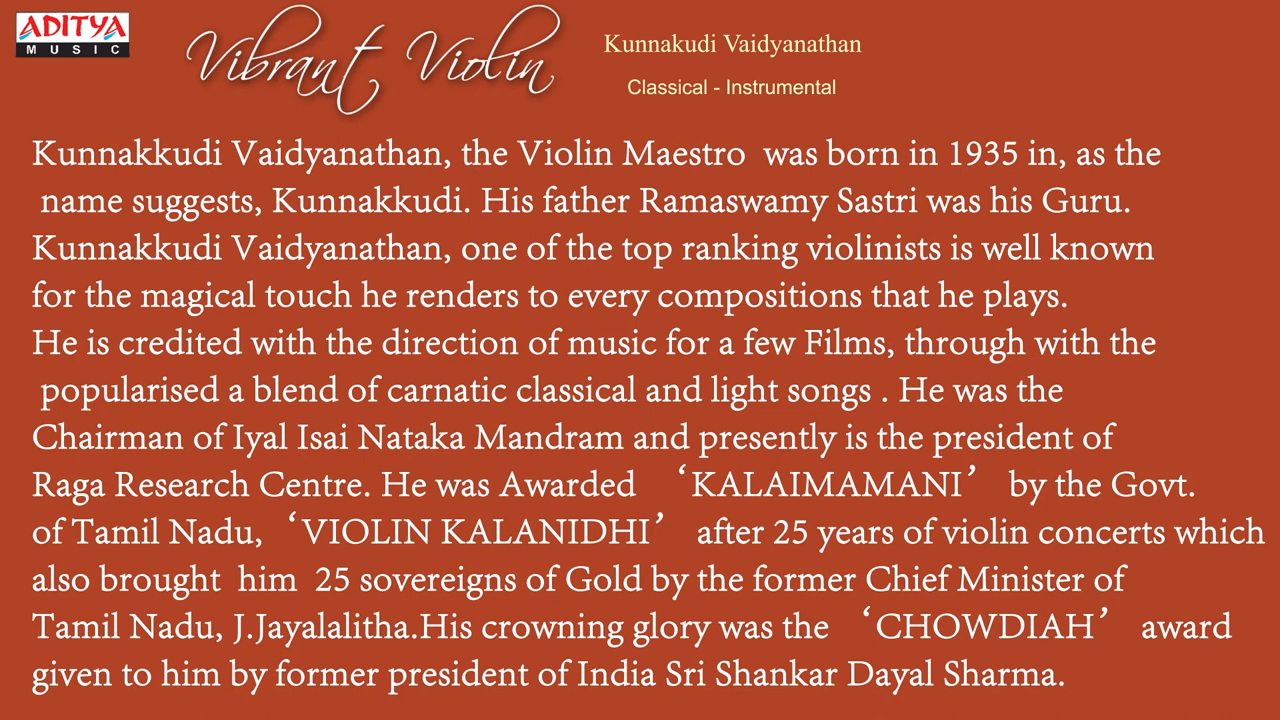 ADITYA
MUSIC
Vibrant Violin
Kunnakudi Vaidyanathan
Classical - Instrumental
Kunnakkudi Vaidyanathan, the Violin Maestro was born in 1935 in, as the
name suggests, Kunnakkudi. His father Ramaswamy Sastri was his Guru.
Kunnakkudi Vaidyanathan, one of the top ranking violinists is well known
for the magical touch he renders to every compositions that he plays.
He is credited with the direction of music for a few Films, through with the
popularised a blend of carnatic classical and light songs . He was the
Chairman of Iyal Isai Nataka Mandram and presently is the president of
Raga Research Centre. He was Awarded ‘KALAIMAMANI’ by the Govt.
of Tamil Nadu, ‘VIOLIN KALANIDHI’ after 25 years of violin concerts which
also brought him 25 sovereigns of Gold by the former Chief Minister of
Tamil Nadu, J.Jayalalitha.His crowning glory was the ‘CHOWDIAH’ award
given to him by former president of India Sri Shankar Dayal Sharma.